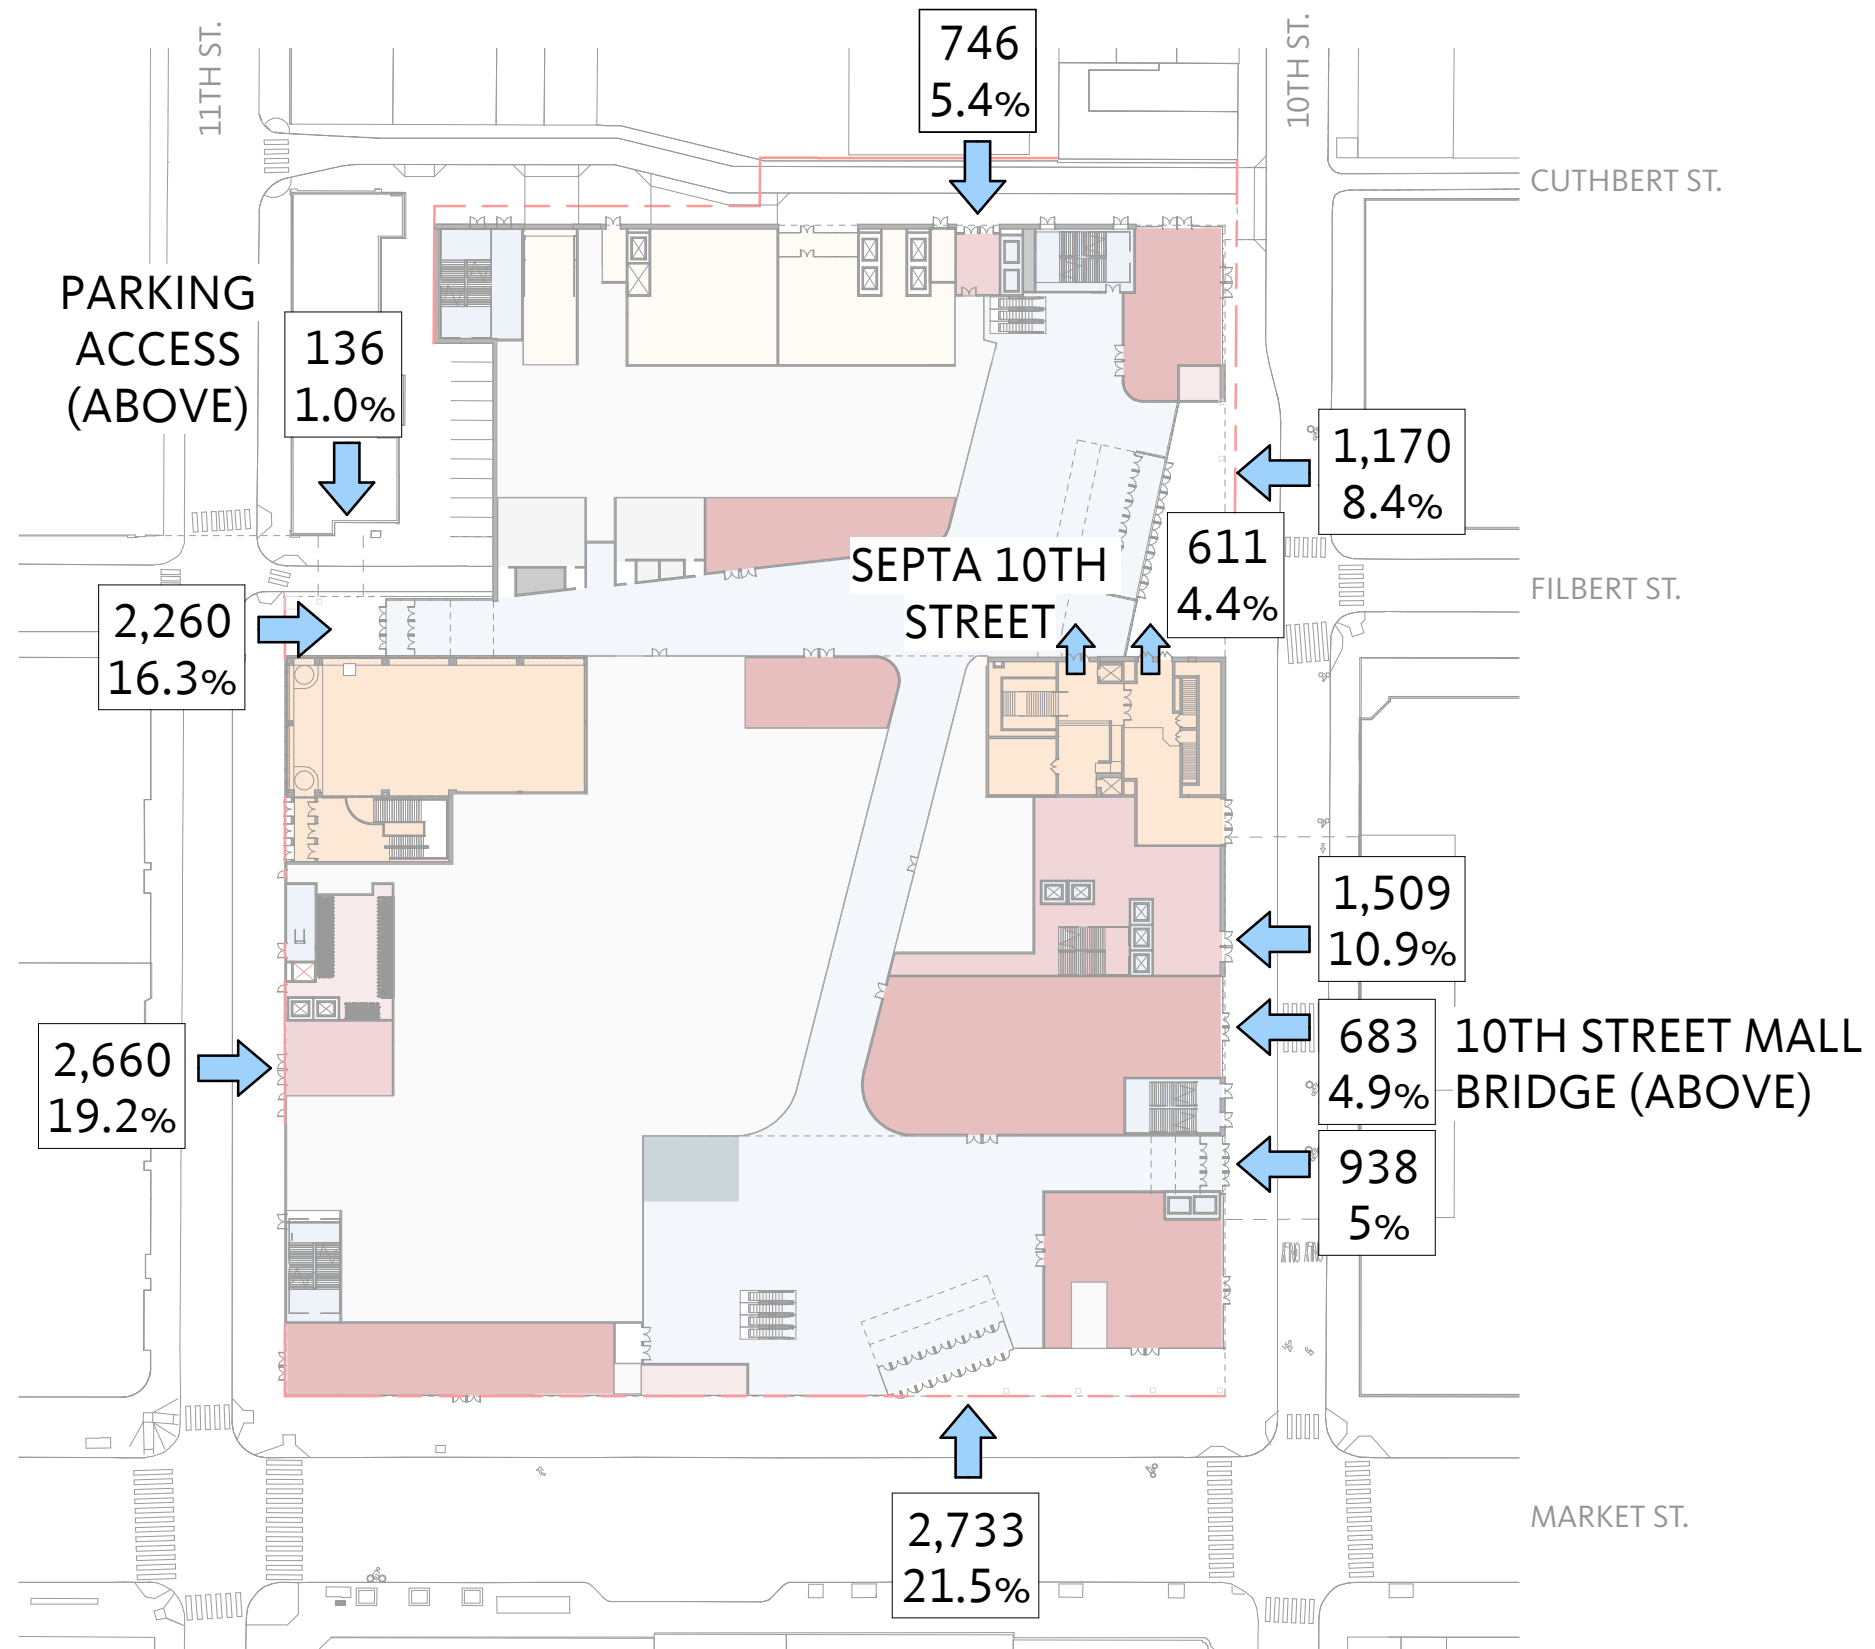 11TH ST.
746
5.4%
10TH ST.
CUTHBERT ST.
PARKING
ACCESS
(ABOVE)
136
1.0%
1,170
8.4%
SEPTA 10TH
STREET
611
4.4%
FILBERT ST.
2,260
16.3%
1,509
10.9%
683
4.9%
10TH STREET MALL
BRIDGE (ABOVE)
2,660
19.2%
938
5%
2,733
21.5%
MARKET ST.